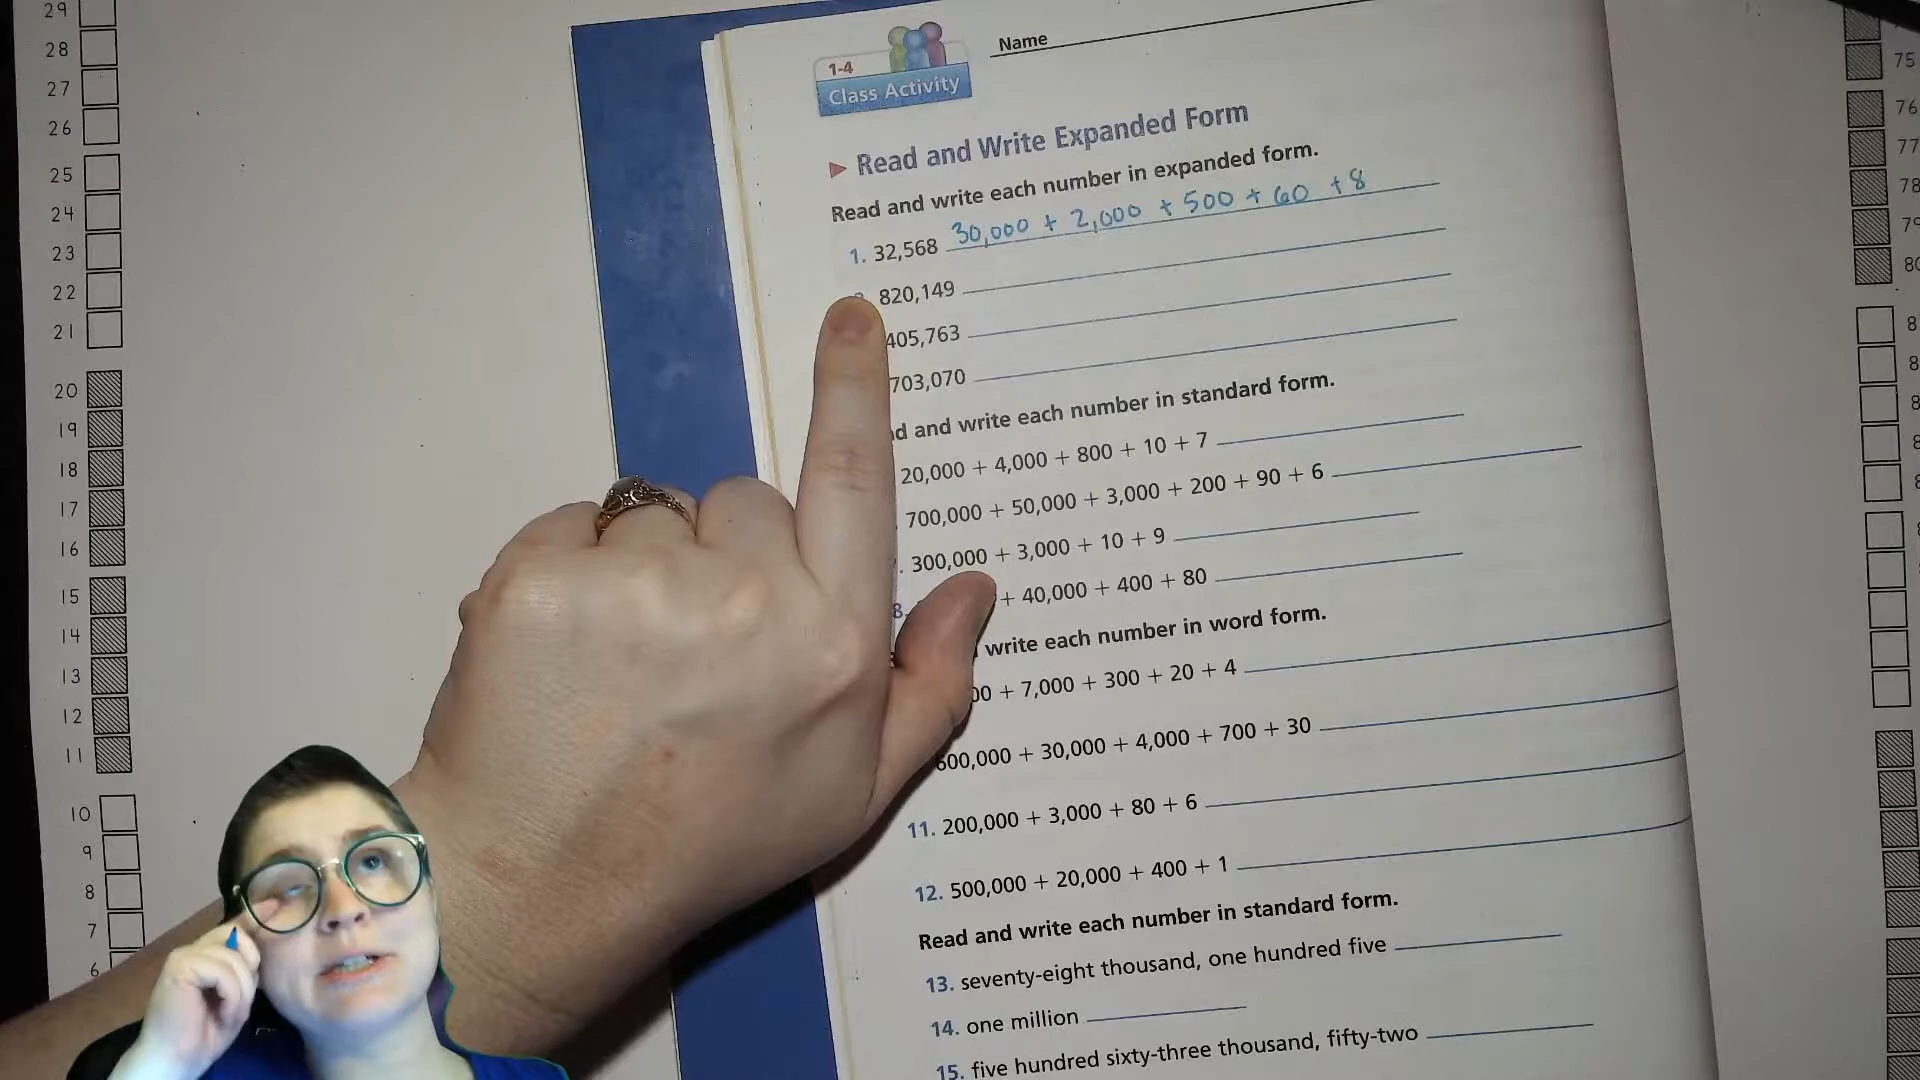 29
28
27
26
25
24
23
22
21
20
19
18
17
16
15
14
13
12
11
10
9
8
7
6
1-4
Class Activity
Name
Read and Write Expanded Form
Read and write each number in expanded form.
1. 32,568 30,000 + 2,000 + 500 + 60 + 8
820,149
405,763
703,070
and write each number in standard form.
20,000 + 4,000 + 800 + 10 + 7
700,000 + 50,000 + 3,000 + 200 + 90 + 6
300,000 + 3,000 + 10 + 9
8. + 40,000 + 400 + 80
write each number in word form.
+ 7,000 + 300 + 20 + 4
600,000 + 30,000 + 4,000 + 700 + 30
11. 200,000 + 3,000 + 80 + 6
12. 500,000 + 20,000 + 400 + 1
Read and write each number in standard form.
13. seventy-eight thousand, one hundred five
14. one million
15. five hundred sixty-three thousand, fifty-two
75
76
77
78
79
80